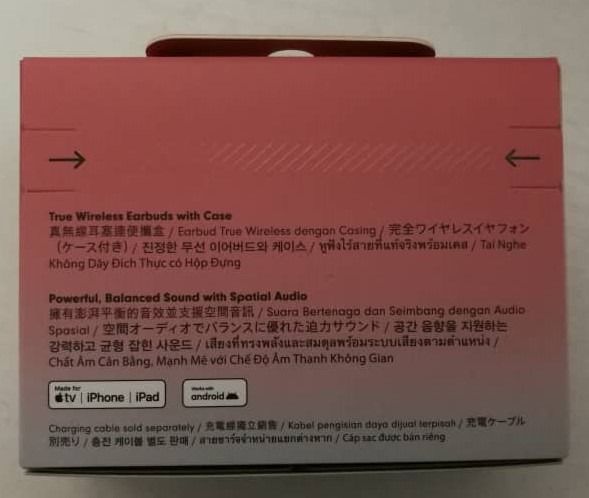 True Wireless Earbuds with Case
真無線耳塞連便攜盒 / Earbud True Wireless dengan Casing / 完全ワイヤレスイヤフォン
（ケース付き）/ 진정한 무선 이어버드와 케이스 / หูฟังไร้สายที่แท้จริงพร้อมเคส / Tai Nghe
Không Dây Đích Thực có Hộp Đựng
Powerful, Balanced Sound with Spatial Audio
擁有澎湃平衡的音效並支援空間音訊 / Suara Bertenaga dan Seimbang dengan Audio
Spasial / 空間オーディオでバランスに優れた迫力サウンド / 공간 음향을 지원하는
강력하고 균형 잡힌 사운드 / เสียงที่ทรงพลังและสมดุลพร้อมระบบเสียงตามตำแหน่ง /
Chất Âm Cân Bằng, Mạnh Mẽ với Chế Độ Âm Thanh Không Gian
Made for
tv | iPhone | iPad
Works with
android
Charging cable sold separately / 充電線獨立銷售 / Kabel pengisian daya dijual terpisah / 充電ケーブル
別売り / 충전 케이블 별도 판매 / สายชาร์จจำหน่ายแยกต่างหาก / Cáp sạc được bán riêng